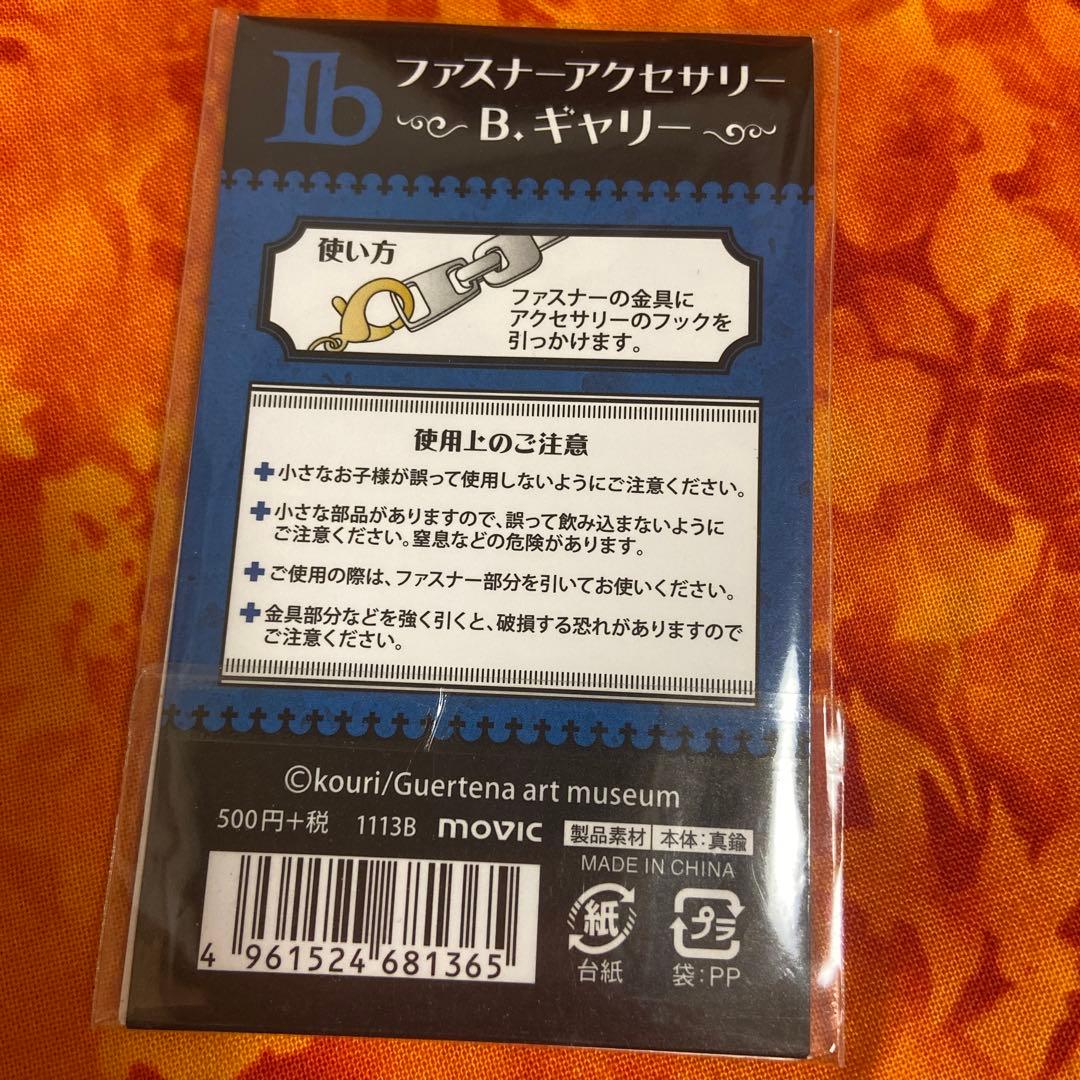 Ib ファスナーアクセサリー
B.ギャリー
使い方
ファスナーの金具に
アクセサリーのフックを
引っかけます。
使用上のご注意
小さなお子様が誤って使用しないようにご注意ください。
小さな部品がありますので、誤って飲み込まないように
ご注意ください。窒息などの危険があります。
ご使用の際は、ファスナー部分を引いてお使いください。
金具部分などを強く引くと、破損する恐れがありますので
ご注意ください。
©kouri/Guertena art museum
500円+税 1113B movic 製品素材 本体:真鍮
MADE IN CHINA
紙 プラ
台紙 袋:PP
4 961524 681365